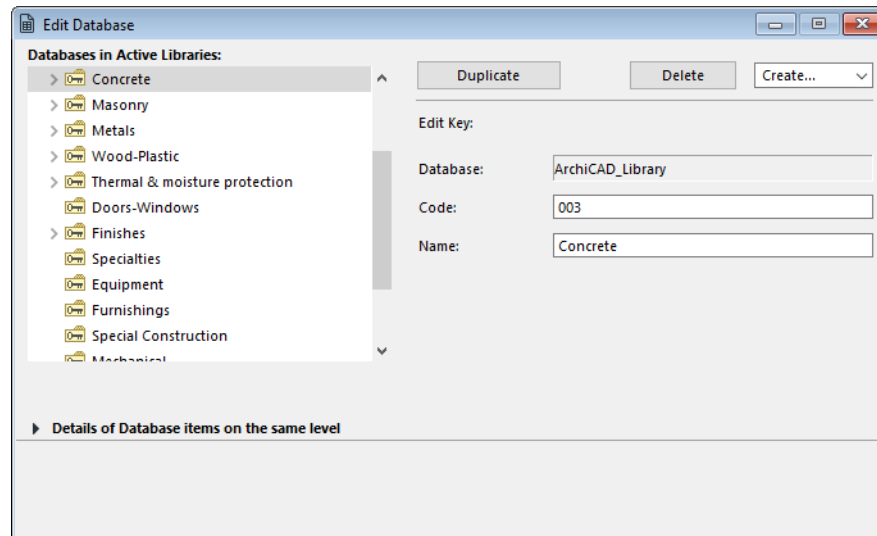 Edit Database
Databases in Active Libraries:
Concrete
Masonry
Metals
Wood-Plastic
Thermal & moisture protection
Doors-Windows
Finishes
Specialties
Equipment
Furnishings
Special Construction
Mechanical
Duplicate
Delete
Create...
Edit Key:
Database: ArchiCAD_Library
Code: 003
Name: Concrete
Details of Database items on the same level